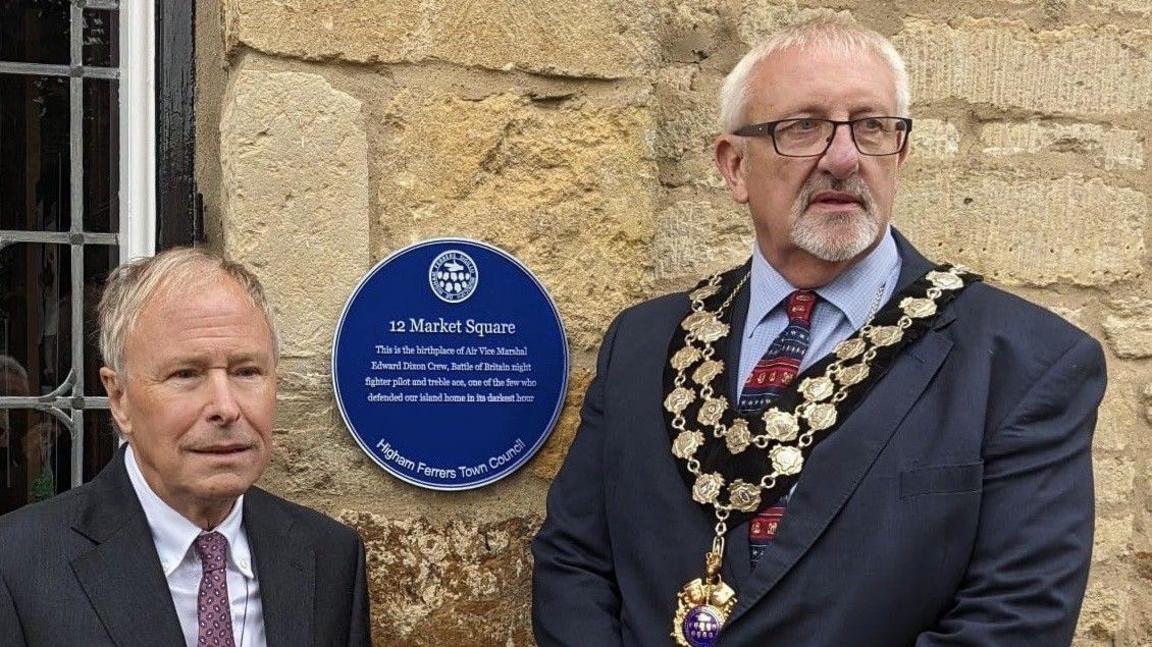 12 Market Square
This is the birthplace of Air Vice Marshal
Edward Dixon Crew, Battle of Britain night
fighter pilot and treble ace, one of the few who
defended our island home in its darkest hour
Higham Ferrers Town Council